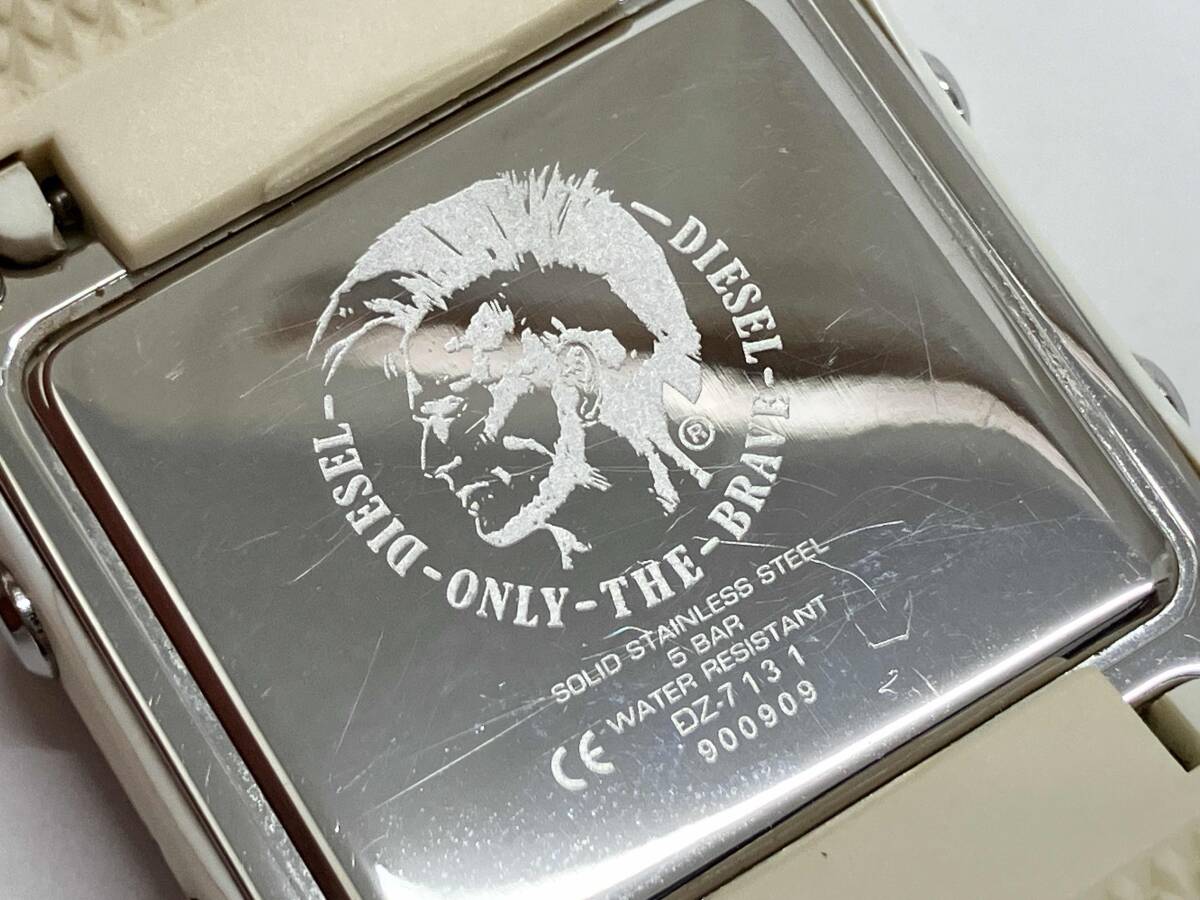 DIESEL-ONLY-THE-BRAVE-DIESEL-
®
SOLID STAINLESS STEEL
5 BAR
WATER RESISTANT
CE DZ-7131
900909